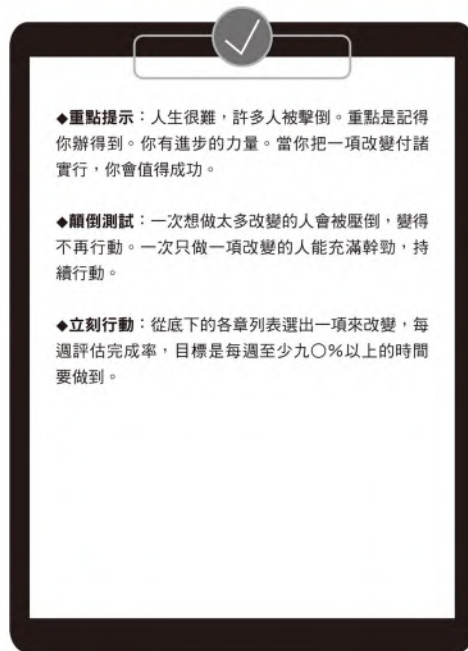 ◆重點提示：人生很難，許多人被擊倒。重點是記得
你辦得到。你有進步的力量。當你把一項改變付諸
實行，你會值得成功。
◆顛倒測試：一次想做太多改變的人會被壓倒，變得
不再行動。一次只做一項改變的人能充滿幹勁，持
續行動。
◆立刻行動：從底下的各章列表選出一項來改變，每
週評估完成率，目標是每週至少九〇%以上的時間
要做到。